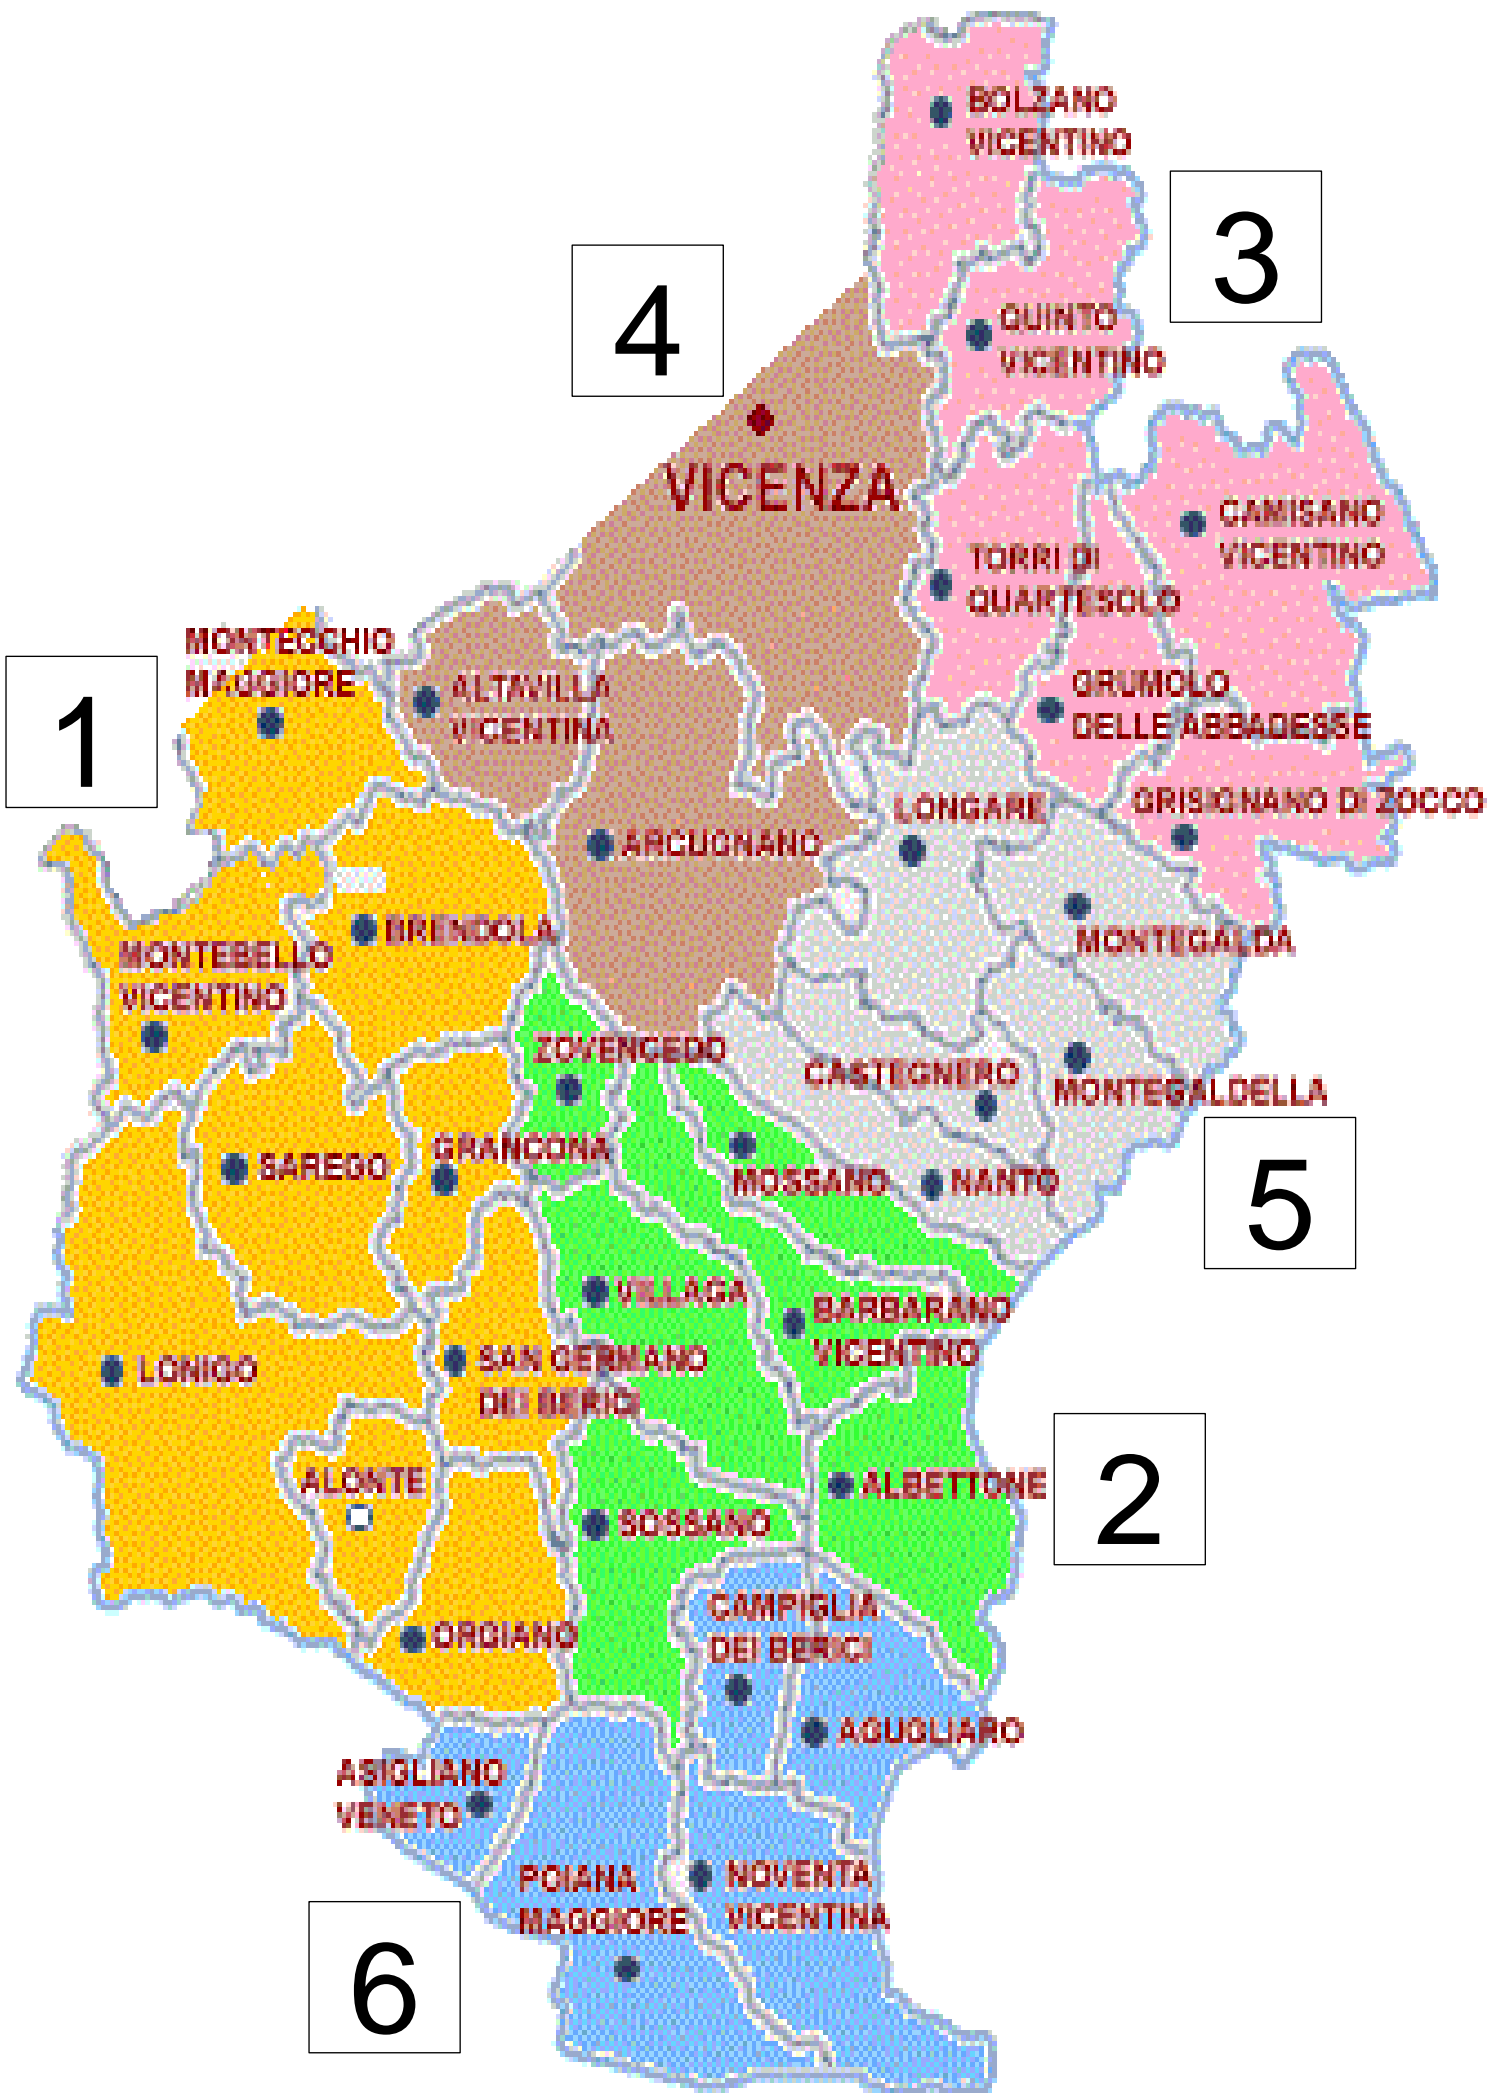 BOLZANO
VICENTINO
3
4
QUINTO
VICENTINO
VICENZA
CAMISANO
VICENTINO
TORRI DI
QUARTESOLO
MONTECCHIO
MAGGIORE
1
ALTAVILLA
VICENTINA
GRUMOLO
DELLE ABBADESSE
LONGARE
GRISIGNANO DI ZOCCO
ARCUGNANO
BRENDOLA
MONTEGALDA
MONTEBELLO
VICENTINO
ZOVENCEDO
CASTEGNERO
MONTEGALDELLA
GRANCONA
SAREGO
MOSSANO
NANTO
5
VILLAGA
BARBARANO
VICENTINO
LONIGO
SAN GERMANO
DEI BERICI
ALONTE
ALBETTONE
2
SOSSANO
CAMPIGLIA
DEI BERICI
ORGIANO
AGUGLIARO
ASIGLIANO
VENETO
POIANA
MAGGIORE
NOVENTA
VICENTINA
6